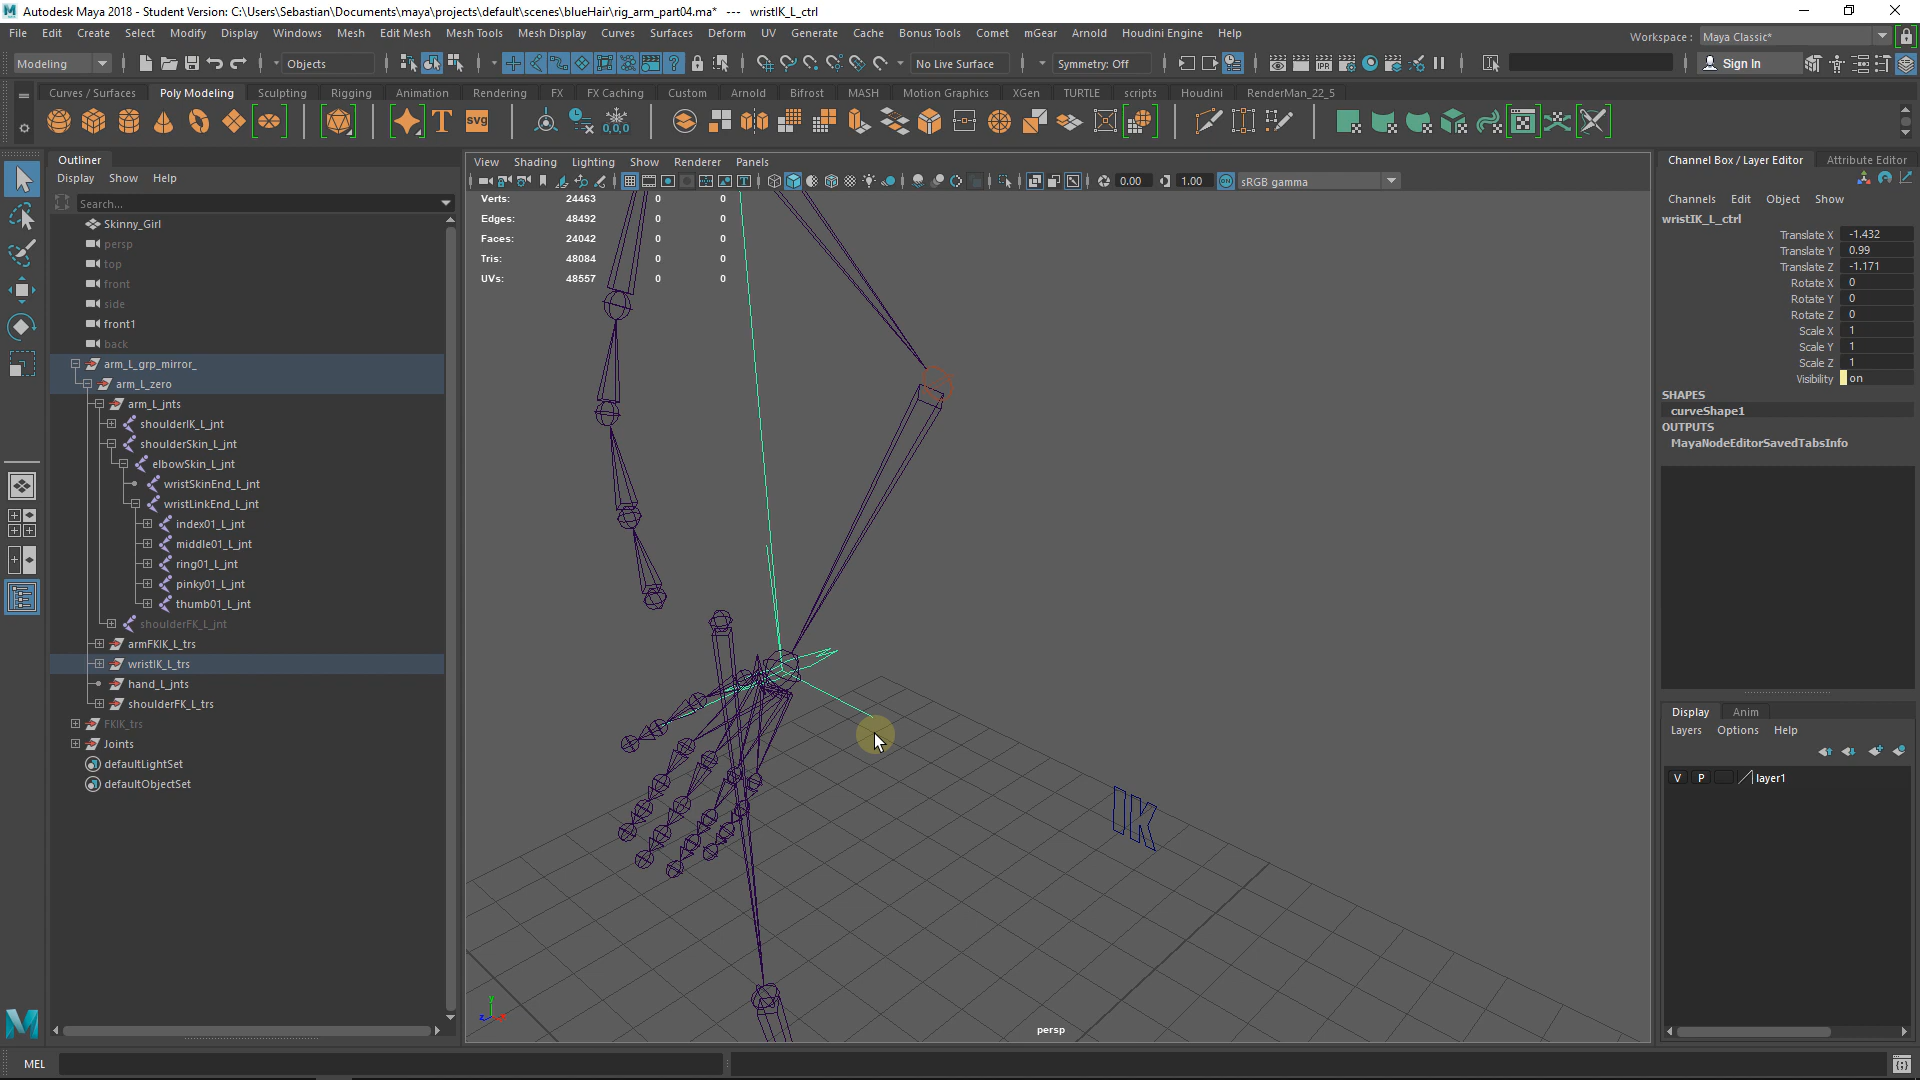 Autodesk Maya 2018 - Student Version: C:\Users\Sebastian\Documents\maya\projects\default\scenes\blueHair\rig_arm_part04.ma* --- wristIK_L_ctrl
File Edit Create Select Modify Display Windows Mesh Edit Mesh Mesh Tools Mesh Display Curves Surfaces Deform UV Generate Cache Bonus Tools Comet mGear Arnold Houdini Engine Help
Workspace : Maya Classic*
Modeling Objects No Live Surface Symmetry: Off Sign In
Curves / Surfaces Poly Modeling Sculpting Rigging Animation Rendering FX FX Caching Custom Arnold Bifrost MASH Motion Graphics XGen TURTLE scripts Houdini RenderMan_22_5
T svg 0,0,0
Outliner
Display Show Help
Search...
Skinny_Girl
persp
top
front
side
front1
back
arm_L_grp_mirror_
arm_L_zero
arm_L_jnts
shoulderIK_L_jnt
shoulderSkin_L_jnt
elbowSkin_L_jnt
wristSkinEnd_L_jnt
wristLinkEnd_L_jnt
index01_L_jnt
middle01_L_jnt
ring01_L_jnt
pinky01_L_jnt
thumb01_L_jnt
shoulderFK_L_jnt
armFKIK_L_trs
wristIK_L_trs
hand_L_jnts
shoulderFK_L_trs
FKIK_trs
Joints
defaultLightSet
defaultObjectSet
View Shading Lighting Show Renderer Panels
0.00 1.00 sRGB gamma
Verts: 24463 0 0
Edges: 48492 0 0
Faces: 24042 0 0
Tris: 48084 0 0
UVs: 48557 0 0
IK
persp
Channel Box / Layer Editor Attribute Editor
Channels Edit Object Show
wristIK_L_ctrl
Translate X -1.432
Translate Y 0.99
Translate Z -1.171
Rotate X 0
Rotate Y 0
Rotate Z 0
Scale X 1
Scale Y 1
Scale Z 1
Visibility on
SHAPES
curveShape1
OUTPUTS
MayaNodeEditorSavedTabsInfo
Display Anim
Layers Options Help
V P layer1
MEL